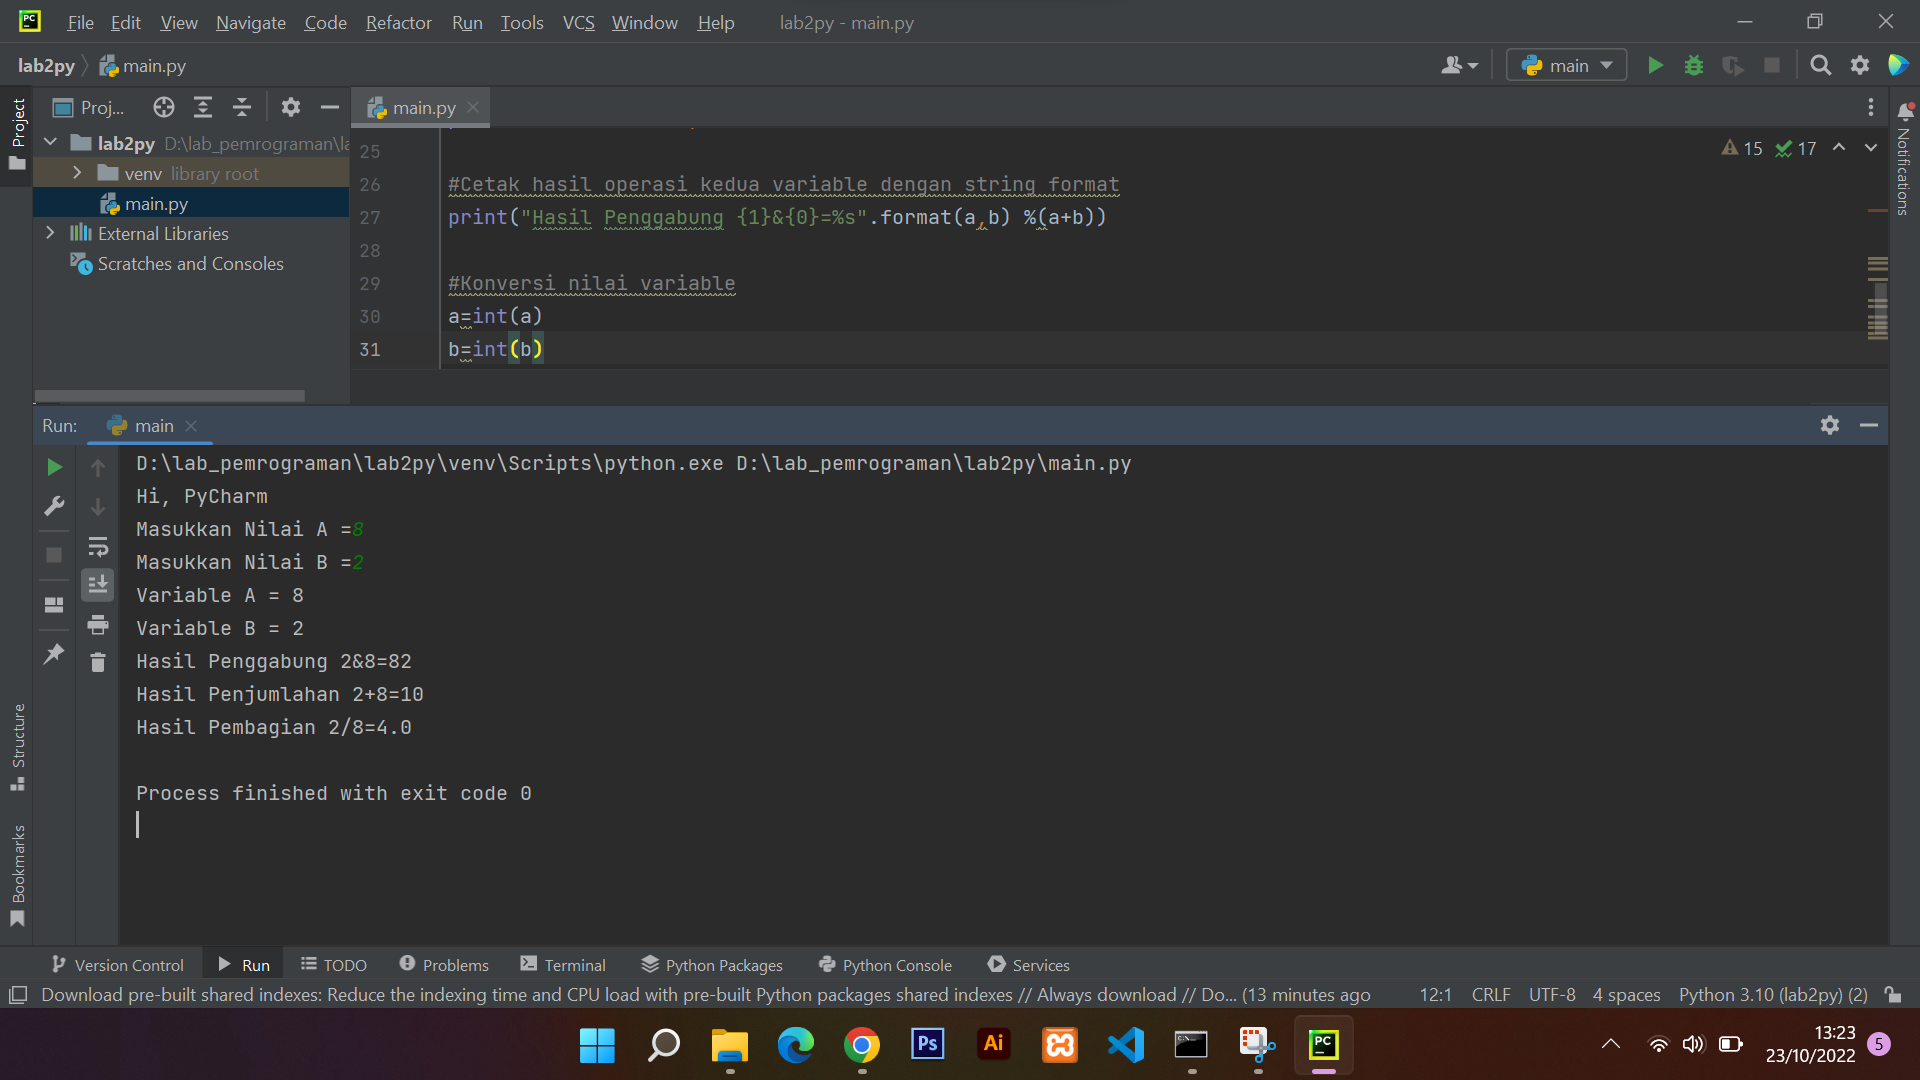 PC File Edit View Navigate Code Refactor Run Tools VCS Window Help lab2py - main.py
lab2py main.py main
Project Proj... main.py
lab2py D:\lab_pemrograman\la
venv library root
main.py
External Libraries
Scratches and Consoles
15 17
25
26 #Cetak hasil operasi kedua variable dengan string format
27 print("Hasil Penggabung {1}&{0}=%s".format(a,b) %(a+b))
28
29 #Konversi nilai variable
30 a=int(a)
31 b=int(b)
Notifications
Run: main
D:\lab_pemrograman\lab2py\venv\Scripts\python.exe D:\lab_pemrograman\lab2py\main.py
Hi, PyCharm
Masukkan Nilai A =8
Masukkan Nilai B =2
Variable A = 8
Variable B = 2
Hasil Penggabung 2&8=82
Hasil Penjumlahan 2+8=10
Hasil Pembagian 2/8=4.0
Process finished with exit code 0
Structure
Bookmarks
Version Control Run TODO Problems Terminal Python Packages Python Console Services
Download pre-built shared indexes: Reduce the indexing time and CPU load with pre-built Python packages shared indexes // Always download // Do... (13 minutes ago 12:1 CRLF UTF-8 4 spaces Python 3.10 (lab2py) (2)
Ps Ai PC
13:23
23/10/2022 5